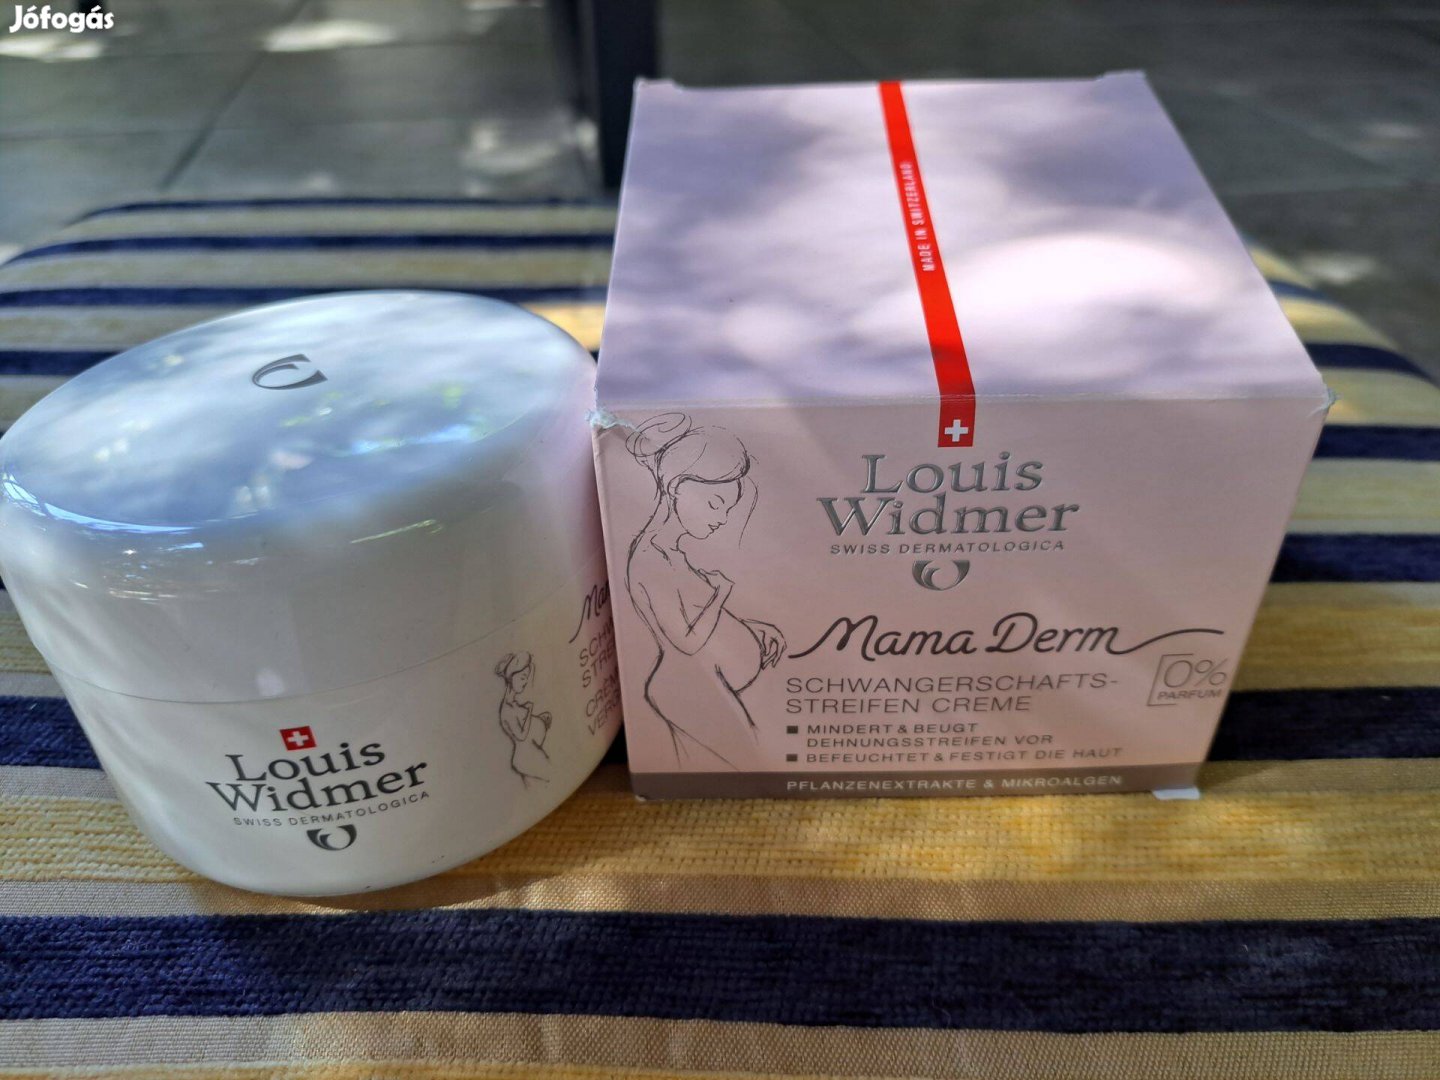 Jófogás
MADE IN SWITZERLAND
Louis
Widmer
SWISS DERMATOLOGICA
Mama Derm
SCHWANGERSCHAFTS-
STREIFEN CREME
0%
PARFUM
■ MINDERT & BEUGT
DEHNUNGSSTREIFEN VOR
■ BEFEUCHTET & FESTIGT DIE HAUT
PFLANZENEXTRAKTE & MIKROALGEN
Louis
Widmer
SWISS DERMATOLOGICA